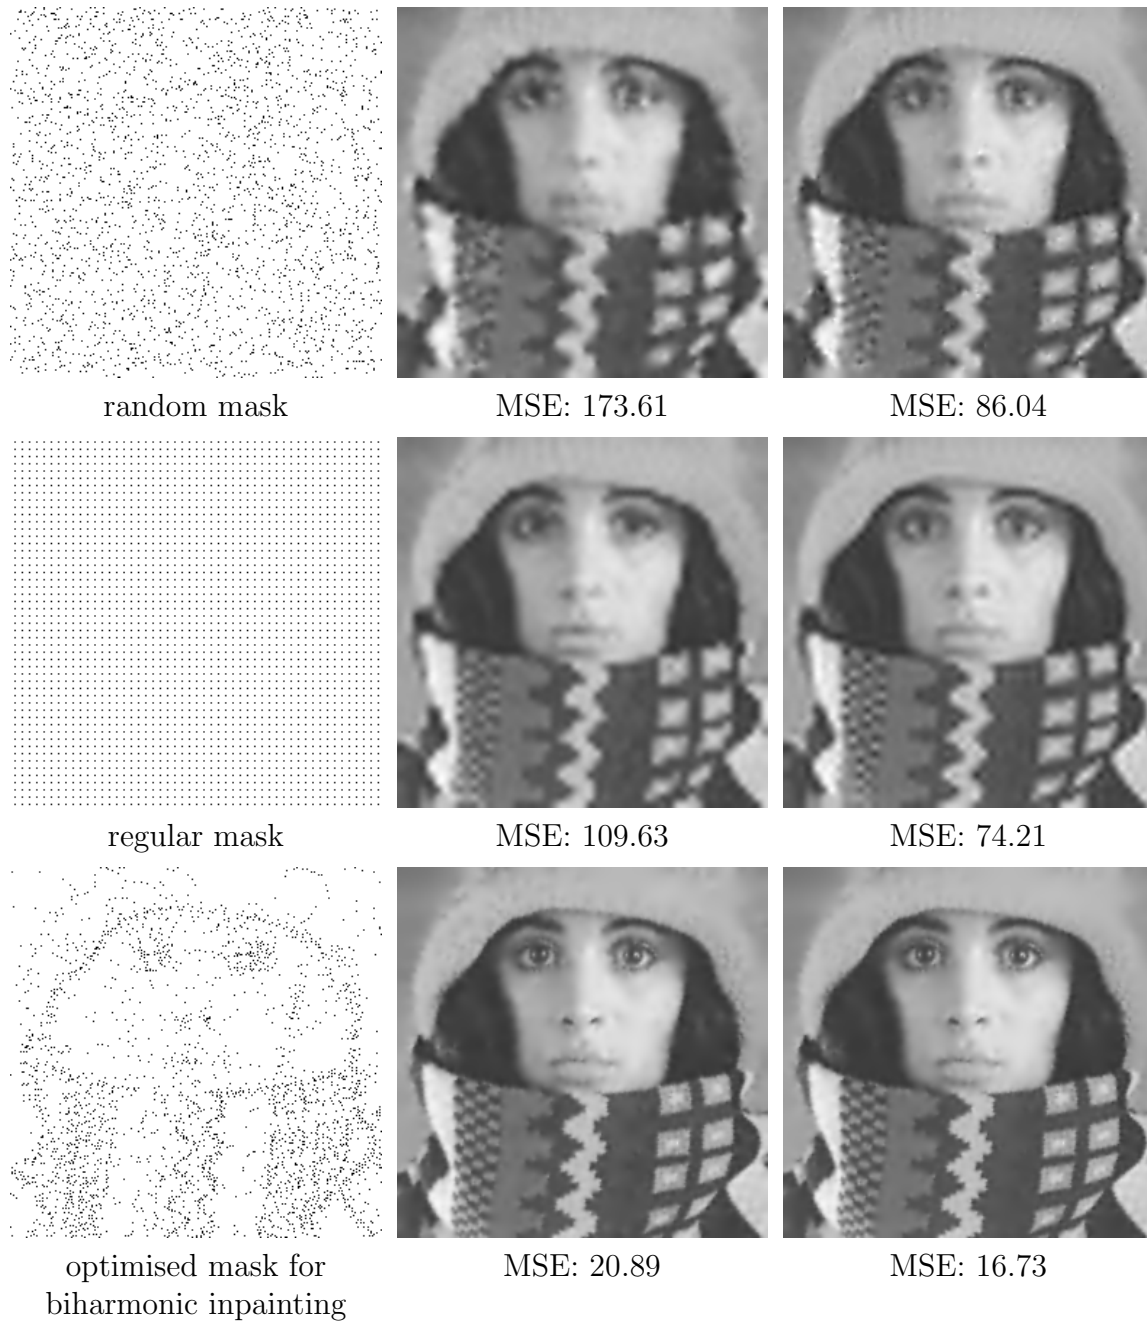 random mask
MSE: 173.61
MSE: 86.04
regular mask
MSE: 109.63
MSE: 74.21
optimised mask for
biharmonic inpainting
MSE: 20.89
MSE: 16.73